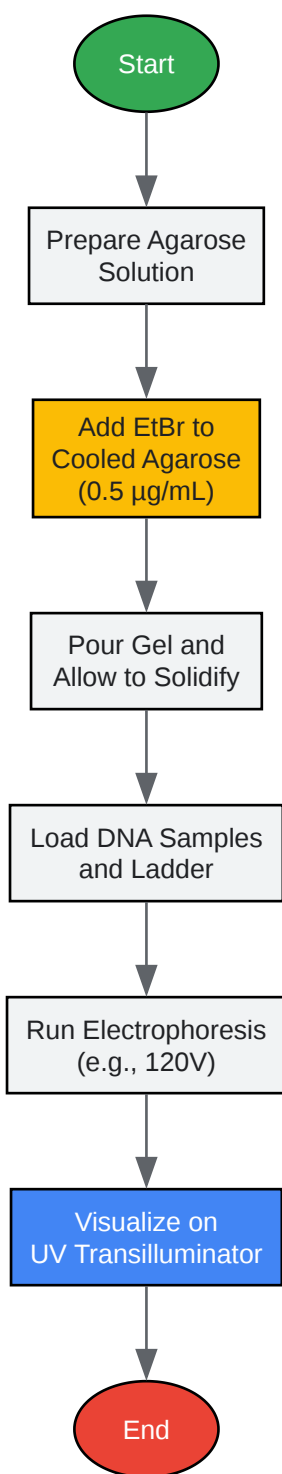 Start
Prepare Agarose
Solution
Add EtBr to
Cooled Agarose
(0.5 µg/mL)
Pour Gel and
Allow to Solidify
Load DNA Samples
and Ladder
Run Electrophoresis
(e.g., 120V)
Visualize on
UV Transilluminator
End